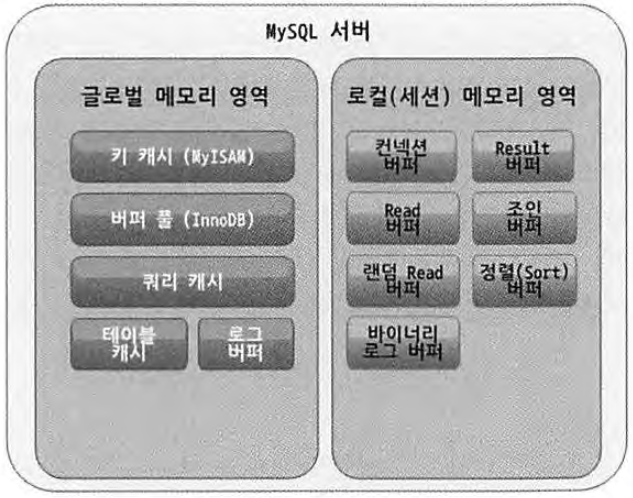 MySQL 서버
글로벌 메모리 영역
키 캐시 (MyISAM)
버퍼 풀 (InnoDB)
쿼리 캐시
테이블
캐시
로그
버퍼
로컬(세션) 메모리 영역
컨넥션
버퍼
Result
버퍼
Read
버퍼
조인
버퍼
랜덤 Read
버퍼
정렬(Sort)
버퍼
바이너리
로그 버퍼